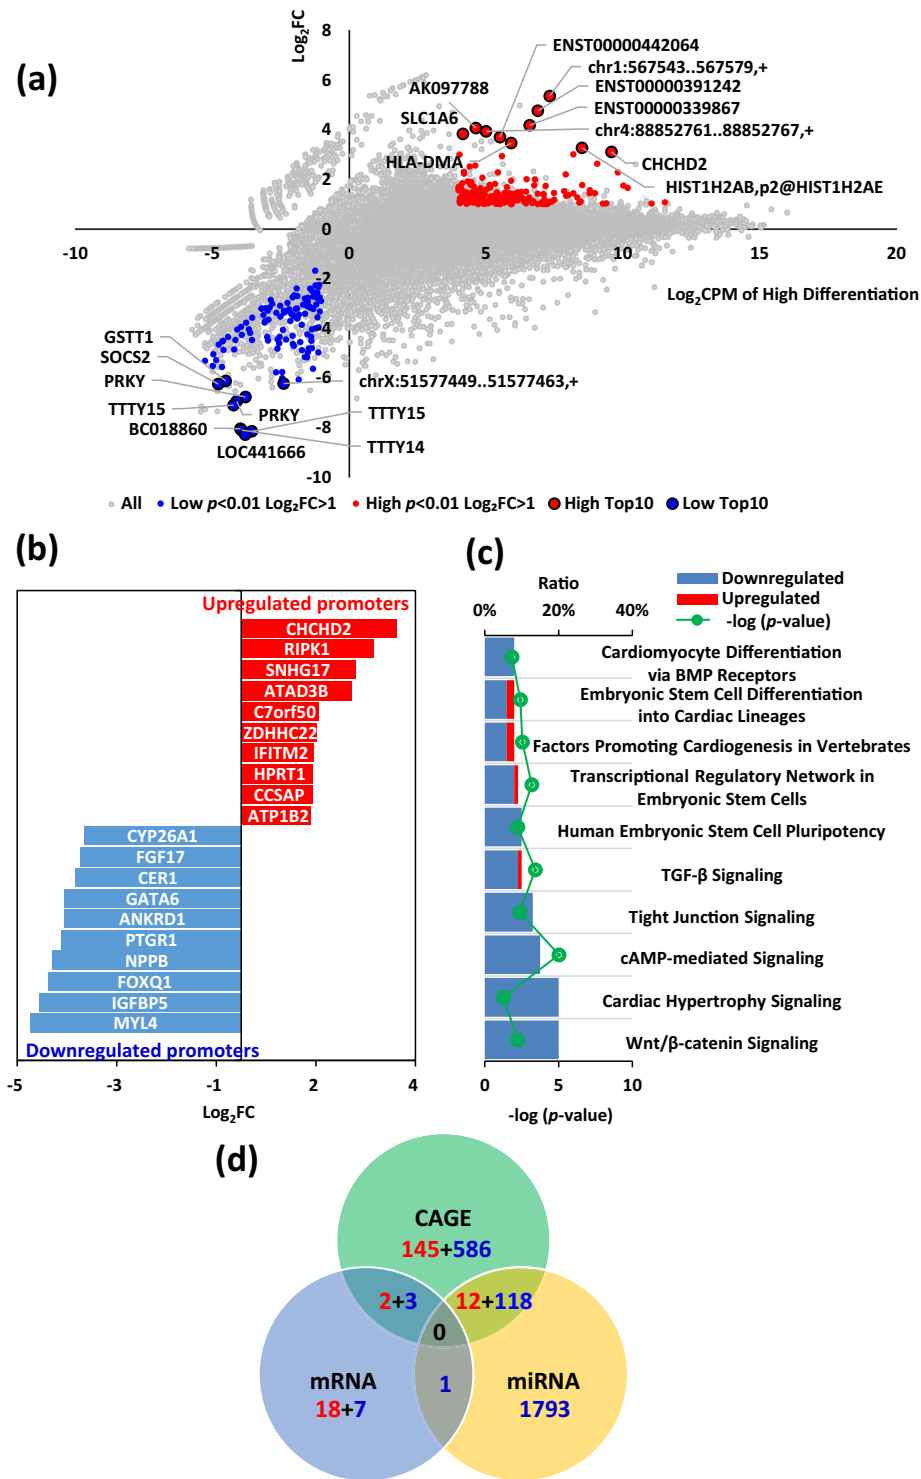 (a)
Log₂FC
8
6
4
2
0
-2
-4
-6
-8
-10
-10
-5
0
5
10
15
20
Log₂CPM of High Differentiation
ENST00000442064
chr1:567543..567579,+
AK097788
ENST00000391242
SLC1A6
ENST00000339867
chr4:88852761..88852767,+
HLA-DMA
CHCHD2
HIST1H2AB,p2@HIST1H2AE
GSTT1
SOCS2
PRKY
chrX:51577449..51577463,+
TTTY15
PRKY
TTTY15
BC018860
LOC441666
TTTY14
All
Low p<0.01 Log₂FC>1
High p<0.01 Log₂FC>1
High Top10
Low Top10
(b)
Upregulated promoters
CHCHD2
RIPK1
SNHG17
ATAD3B
C7orf50
ZDHHC22
IFITM2
HPRT1
CCSAP
ATP1B2
CYP26A1
FGF17
CER1
GATA6
ANKRD1
PTGR1
NPPB
FOXQ1
IGFBP5
MYL4
Downregulated promoters
-5
-3
-1
2
4
Log₂FC
(c)
Ratio
0%
20%
40%
Downregulated
Upregulated
-log (p-value)
Cardiomyocyte Differentiation
via BMP Receptors
Embryonic Stem Cell Differentiation
into Cardiac Lineages
Factors Promoting Cardiogenesis in Vertebrates
Transcriptional Regulatory Network in
Embryonic Stem Cells
Human Embryonic Stem Cell Pluripotency
TGF-β Signaling
Tight Junction Signaling
cAMP-mediated Signaling
Cardiac Hypertrophy Signaling
Wnt/β-catenin Signaling
0
5
10
-log (p-value)
(d)
CAGE
145+586
2+3
12+118
0
mRNA
18+7
1
miRNA
1793